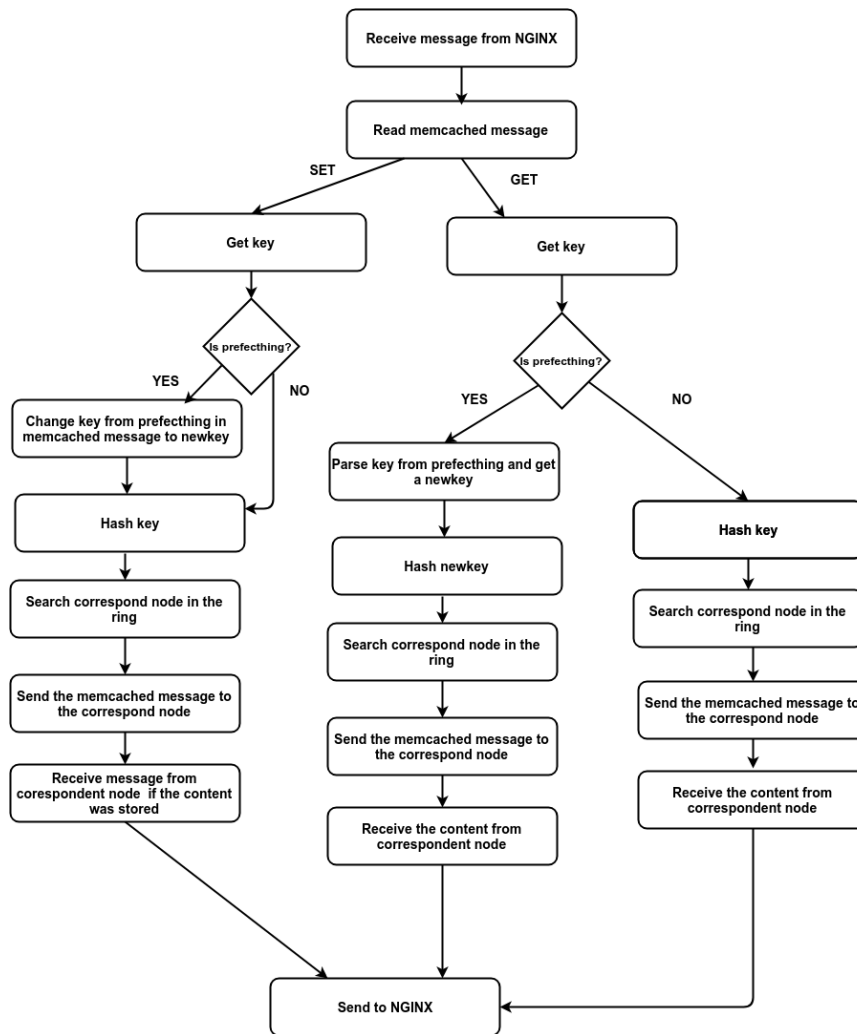 Receive message from NGINX
Read memcached message
SET
GET
Get key
Get key
Is prefecthing?
Is prefecthing?
YES
NO
YES
NO
Change key from prefecthing in
memcached message to newkey
Parse key from prefecthing and get
a newkey
Hash key
Hash key
Hash newkey
Search correspond node in the
ring
Search correspond node in the
ring
Search correspond node in the
ring
Send the memcached message to
the correspond node
Send the memcached message to
the correspond node
Send the memcached message to
the correspond node
Receive message from
corespondent node if the content
was stored
Receive the content from
correspondent node
Receive the content from
correspondent node
Send to NGINX